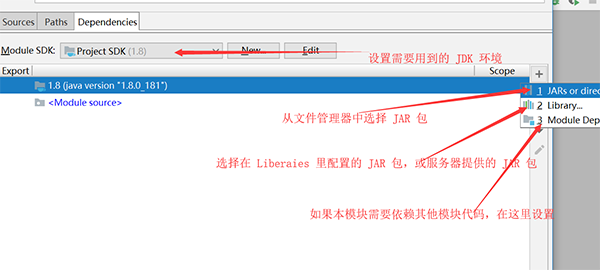 Sources Paths Dependencies
Module SDK: Project SDK (1.8) New Edit
设置需要用到的 JDK 环境
Export Scope
1.8 (java version "1.8.0_181")
1 JARs or direc
<Module source>
2 Library...
从文件管理器中选择 JAR 包
3 Module Dep
选择在 Liberaies 里配置的 JAR 包，或服务器提供的 JAR 包
如果本模块需要依赖其他模块代码，在这里设置